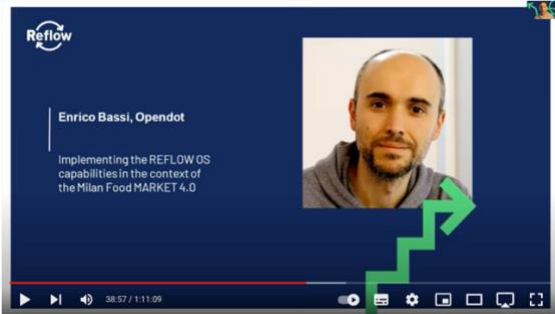 Reflow
Enrico Bassi, Opendot
Implementing the REFLOW OS
capabilities in the context of
the Milan Food MARKET 4.0
38:57 / 1:11:09